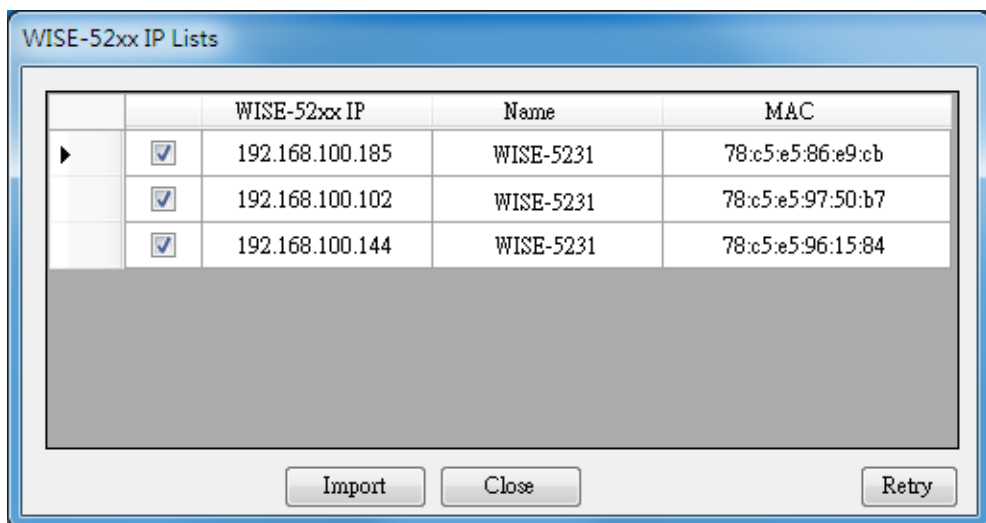 WISE-52xx IP Lists
WISE-52xx IP Name MAC
192.168.100.185 WISE-5231 78:c5:e5:86:e9:cb
192.168.100.102 WISE-5231 78:c5:e5:97:50:b7
192.168.100.144 WISE-5231 78:c5:e5:96:15:84
Import Close Retry